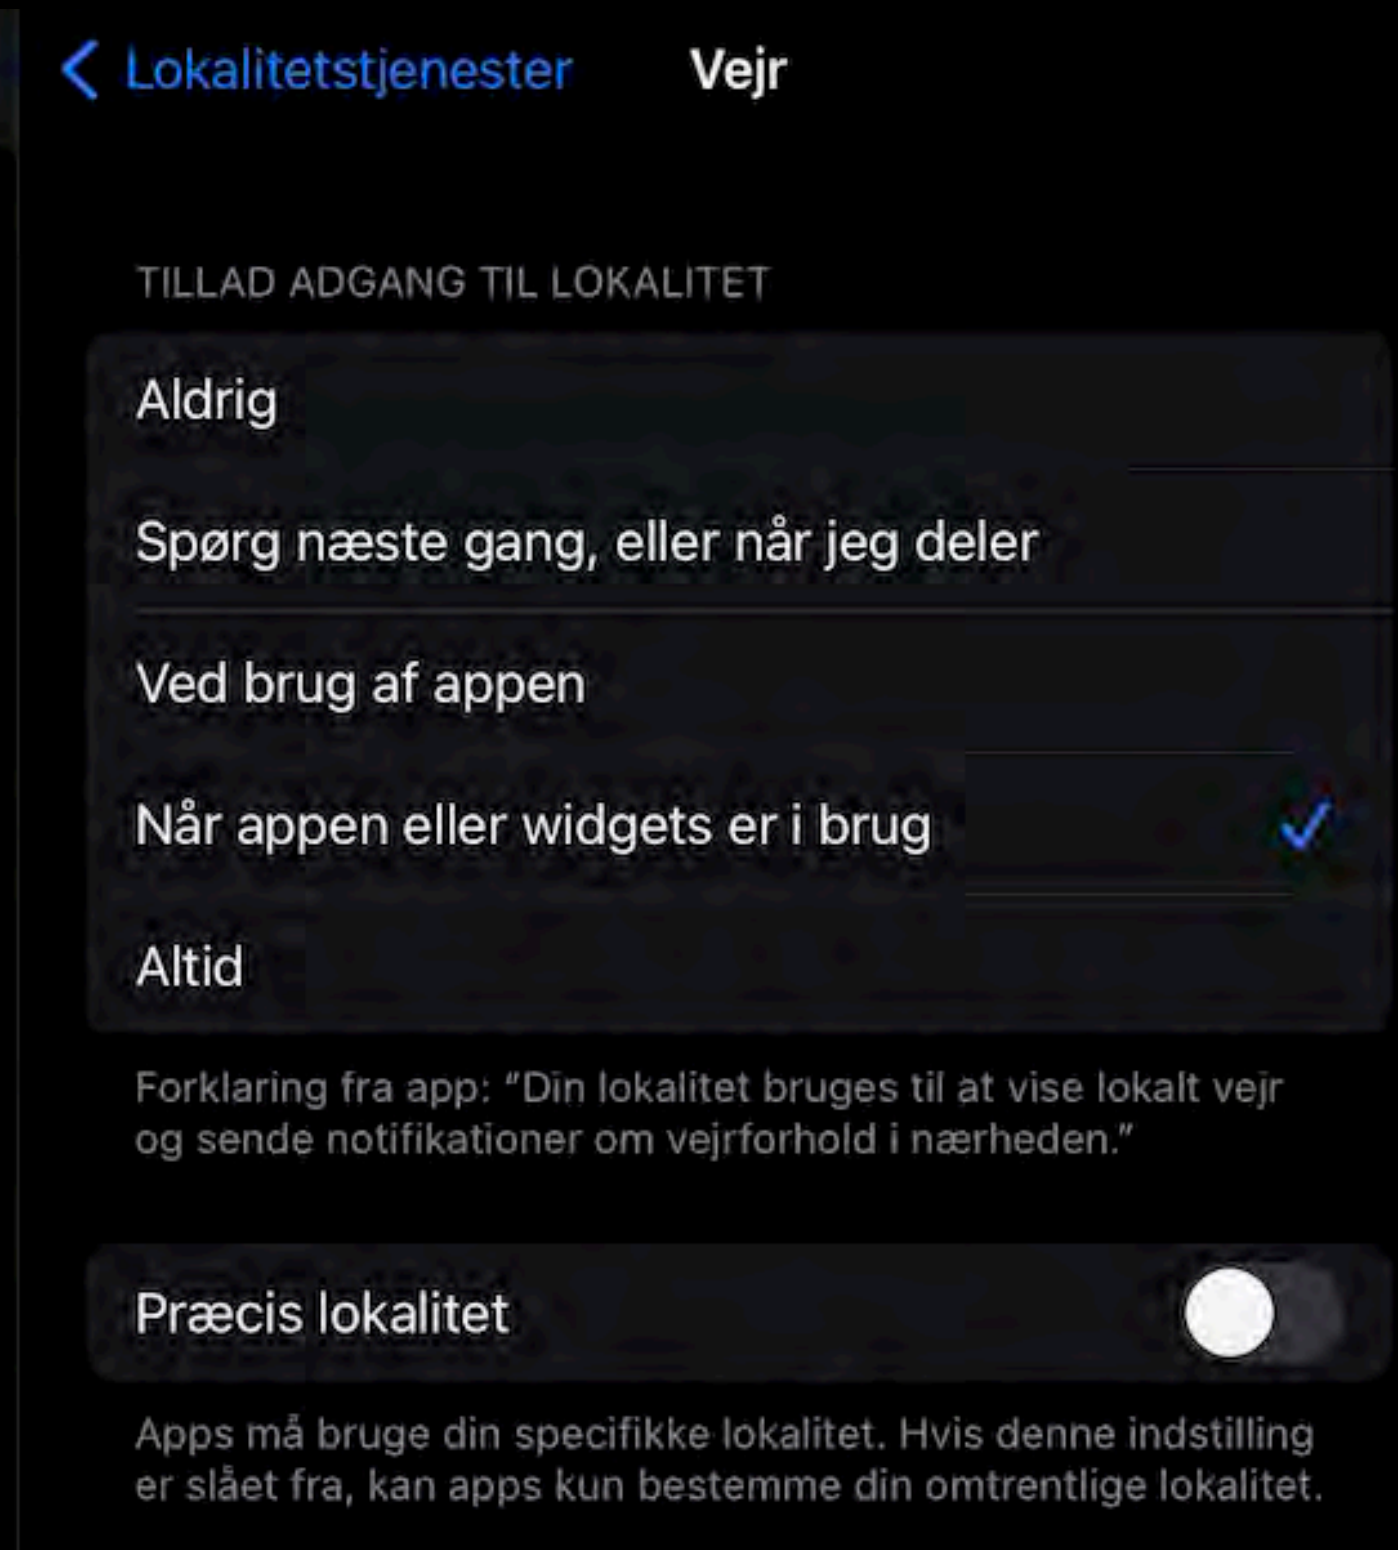 Lokalitetstjenester Vejr
TILLAD ADGANG TIL LOKALITET
Aldrig
Spørg næste gang, eller når jeg deler
Ved brug af appen
Når appen eller widgets er i brug
Altid
Forklaring fra app: "Din lokalitet bruges til at vise lokalt vejr
og sende notifikationer om vejrforhold i nærheden."
Præcis lokalitet
Apps må bruge din specifikke lokalitet. Hvis denne indstilling
er slået fra, kan apps kun bestemme din omtrentlige lokalitet.